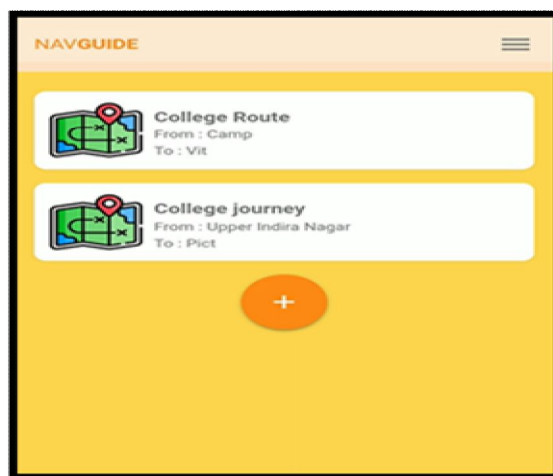 NAVGUIDE
College Route
From : Camp
To : Vit
College journey
From : Upper Indira Nagar
To : Pict
+